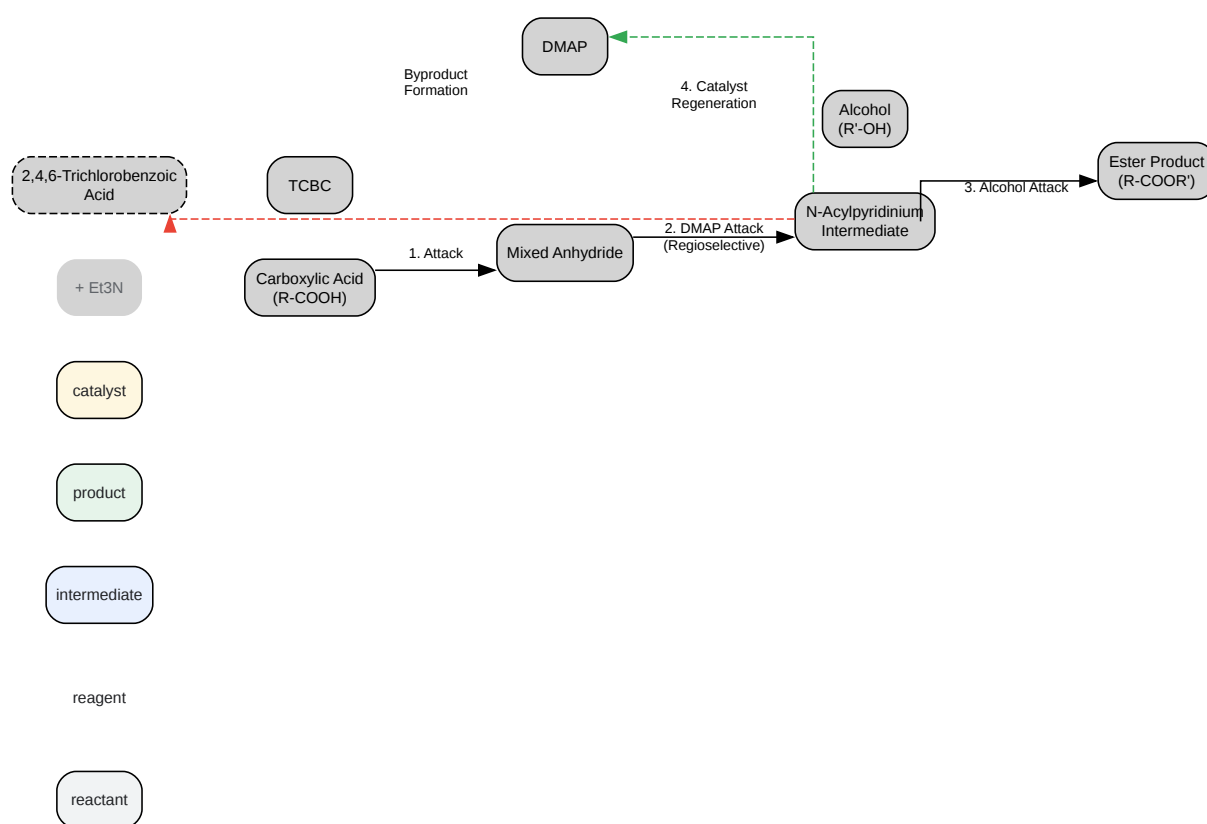 DMAP
Byproduct
Formation
4. Catalyst
Regeneration
Alcohol
(R'-OH)
Ester Product
(R-COOR')
2,4,6-Trichlorobenzoic
Acid
TCBC
3. Alcohol Attack
N-Acylpyridinium
Intermediate
2. DMAP Attack
(Regioselective)
Mixed Anhydride
1. Attack
Carboxylic Acid
(R-COOH)
+ Et3N
catalyst
product
intermediate
reagent
reactant